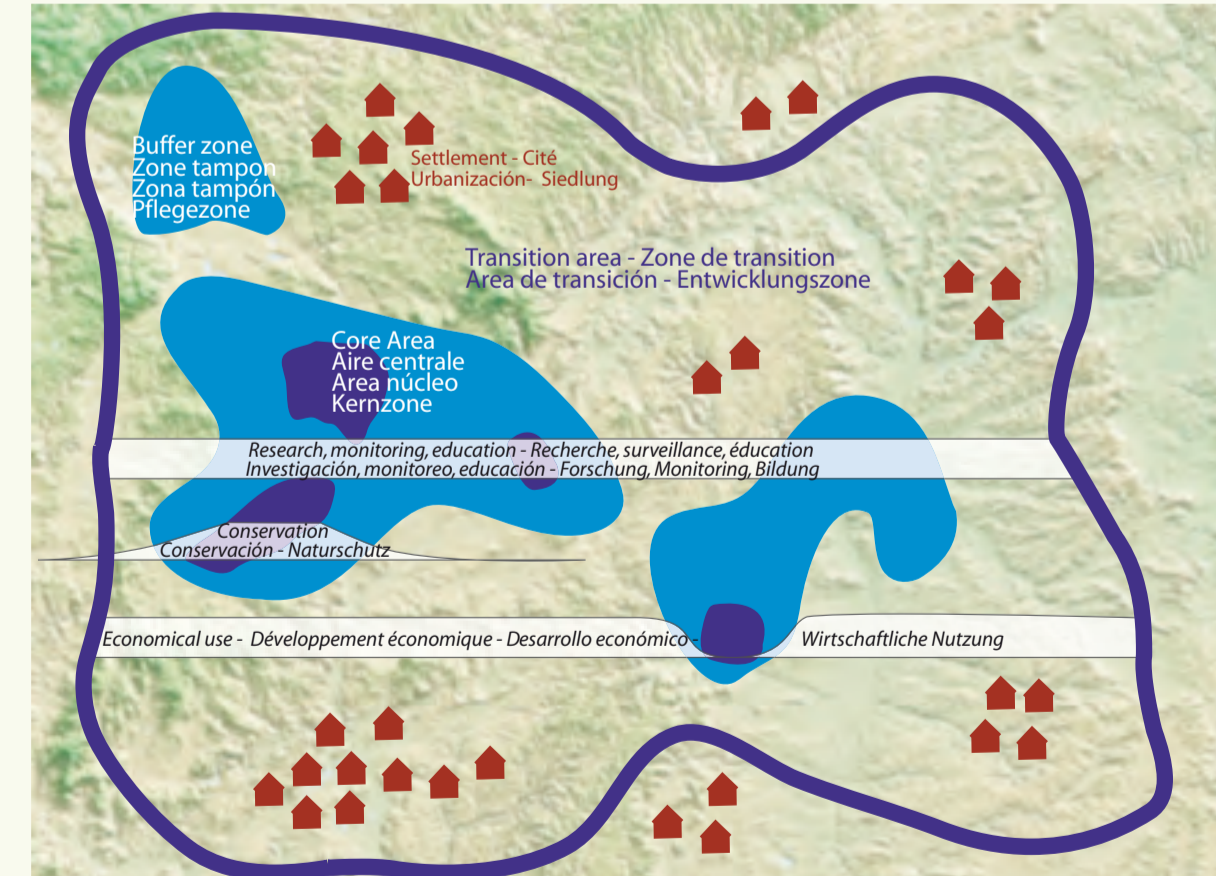 Buffer zone
Zone tampon
Zona tampón
Pflegezone
Settlement - Cité
Urbanización- Siedlung
Transition area - Zone de transition
Area de transición - Entwicklungszone
Core Area
Aire centrale
Area núcleo
Kernzone
Research, monitoring, education - Recherche, surveillance, éducation
Investigación, monitoreo, educación - Forschung, Monitoring, Bildung
Conservation
Conservación - Naturschutz
Economical use - Développement économique - Desarrollo económico - Wirtschaftliche Nutzung